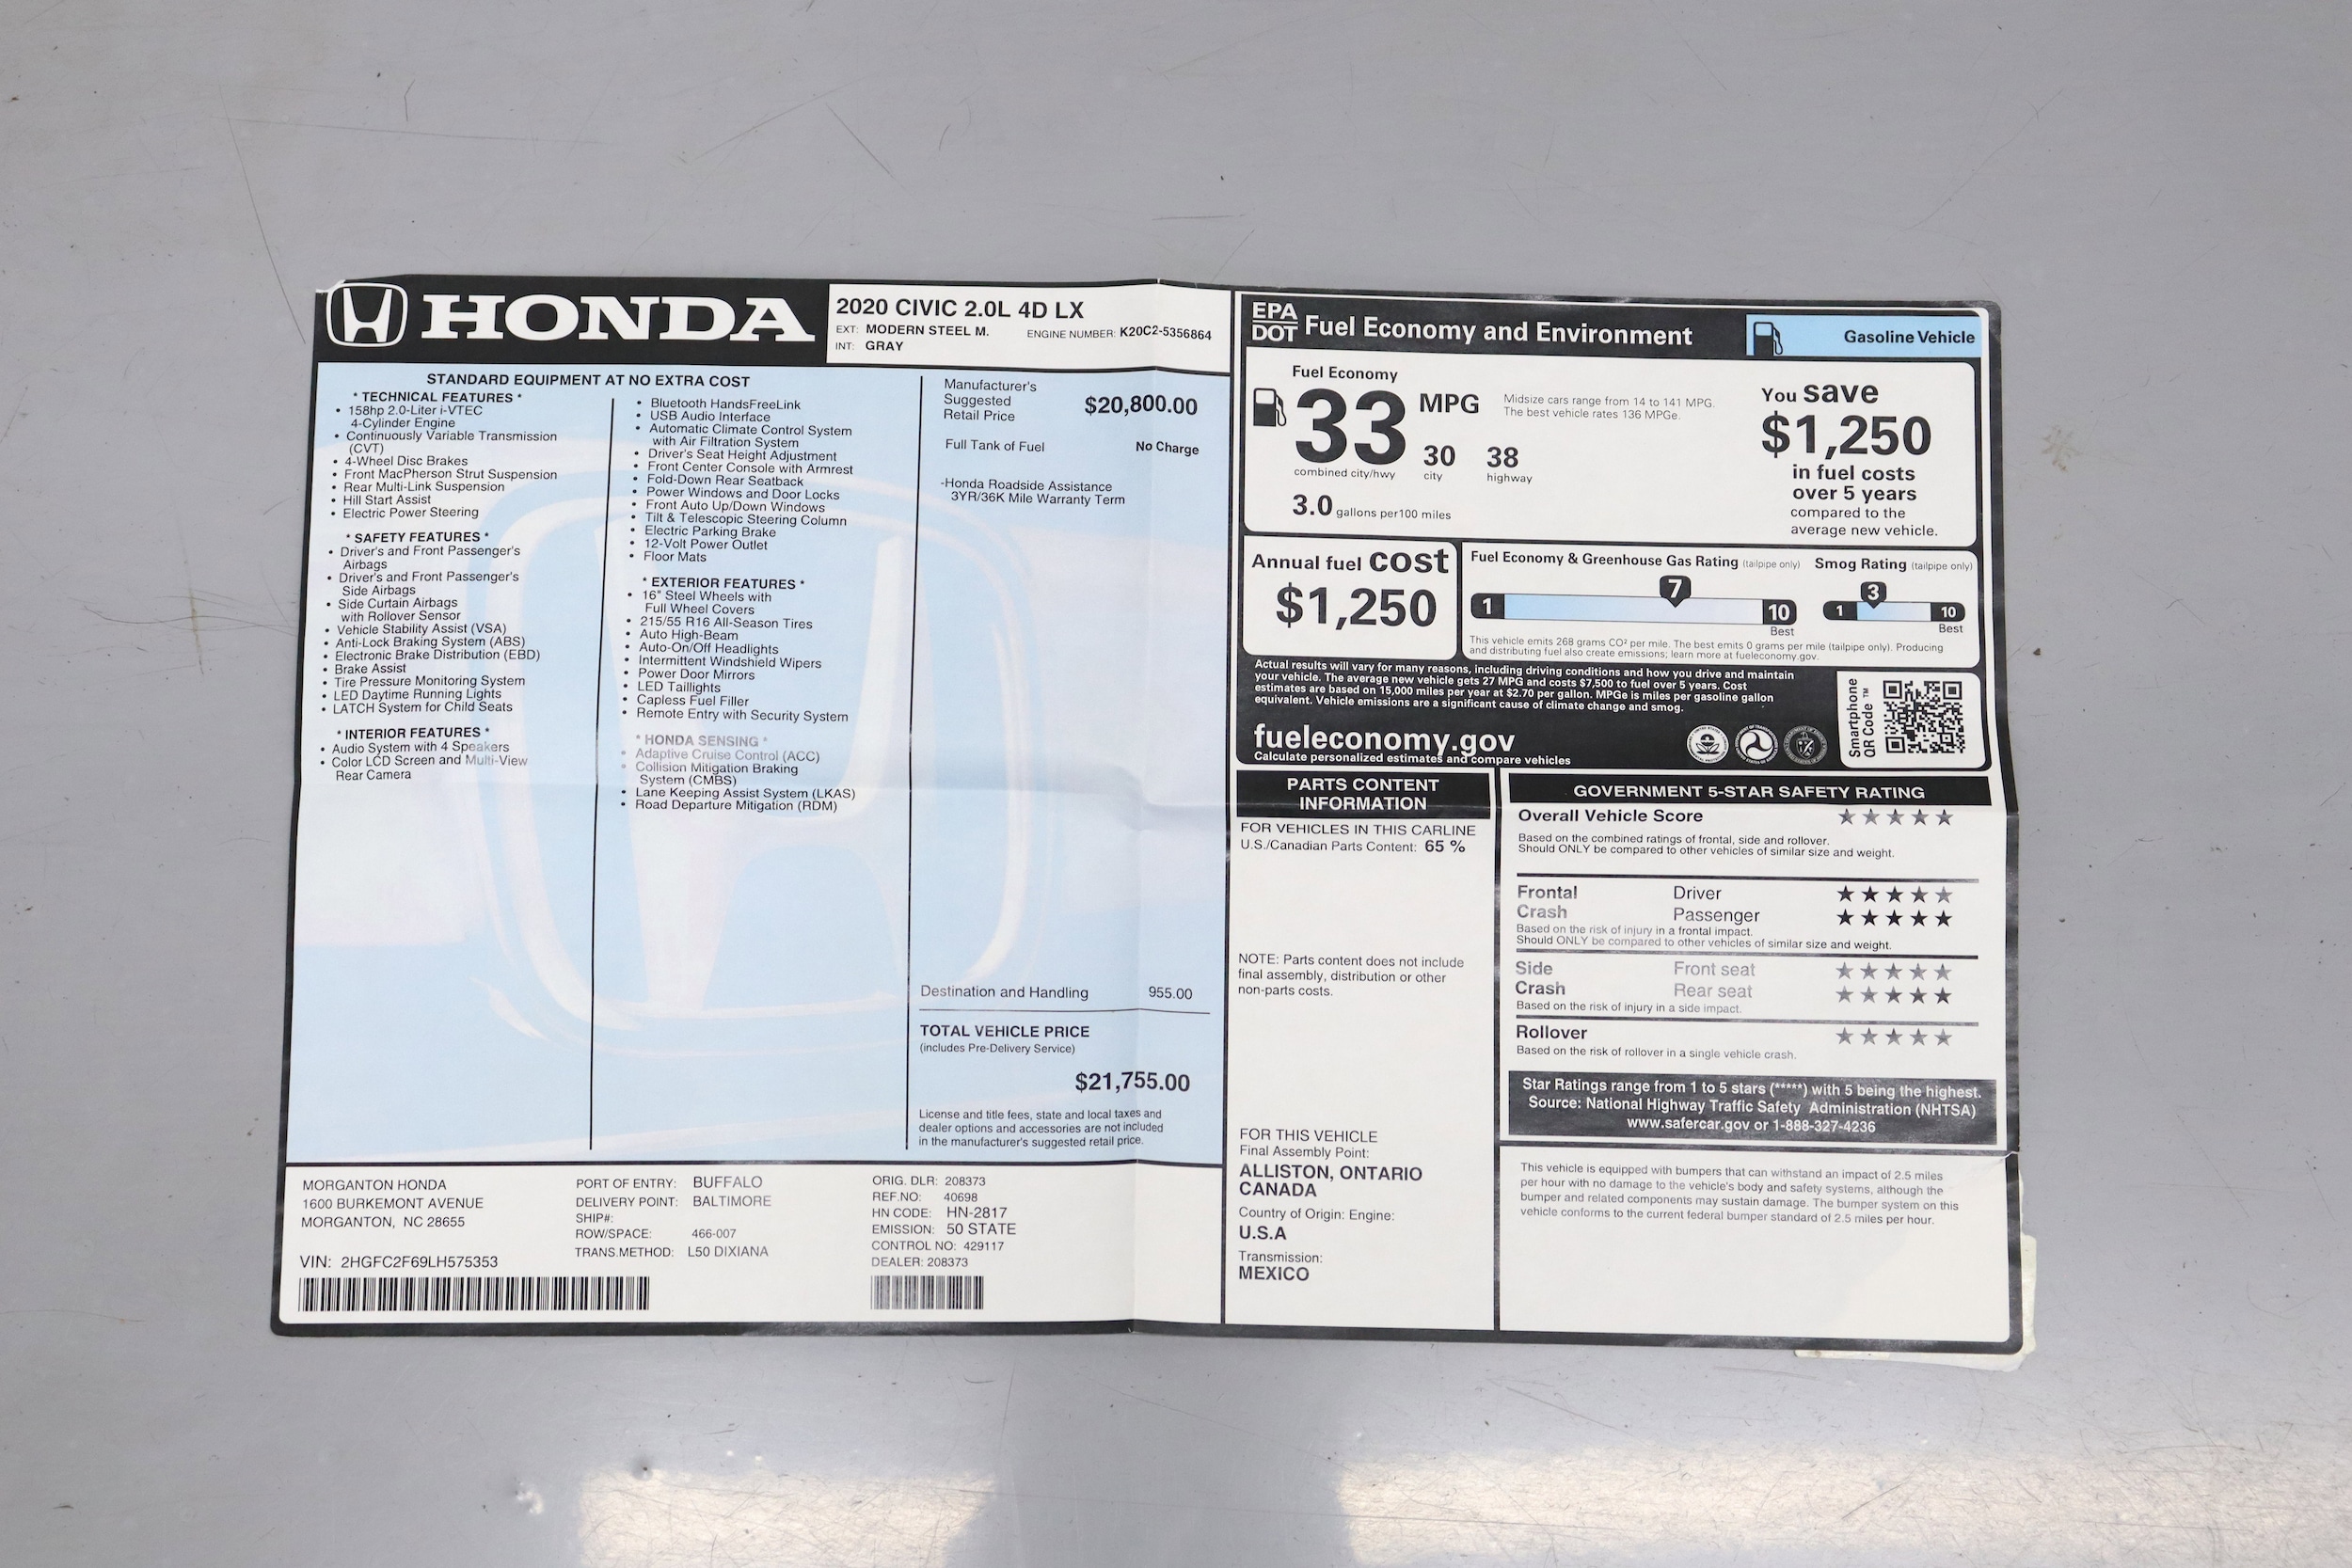 HONDA
2020 CIVIC 2.0L 4D LX
EXT: MODERN STEEL M. ENGINE NUMBER: K20C2-5356864
INT: GRAY
STANDARD EQUIPMENT AT NO EXTRA COST
* TECHNICAL FEATURES *
• 158hp 2.0-Liter i-VTEC
4-Cylinder Engine
• Continuously Variable Transmission
(CVT)
• 4-Wheel Disc Brakes
• Front MacPherson Strut Suspension
• Rear Multi-Link Suspension
• Hill Start Assist
• Electric Power Steering
* SAFETY FEATURES *
• Driver's and Front Passenger's
Airbags
• Driver's and Front Passenger's
Side Airbags
• Side Curtain Airbags
with Rollover Sensor
• Vehicle Stability Assist (VSA)
• Anti-Lock Braking System (ABS)
• Electronic Brake Distribution (EBD)
• Brake Assist
• Tire Pressure Monitoring System
• LED Daytime Running Lights
• LATCH System for Child Seats
* INTERIOR FEATURES *
• Audio System with 4 Speakers
• Color LCD Screen and Multi-View
Rear Camera
• Bluetooth HandsFreeLink
• USB Audio Interface
• Automatic Climate Control System
with Air Filtration System
• Driver's Seat Height Adjustment
• Front Center Console with Armrest
• Fold-Down Rear Seatback
• Power Windows and Door Locks
• Front Auto Up/Down Windows
• Tilt & Telescopic Steering Column
• Electric Parking Brake
• 12-Volt Power Outlet
• Floor Mats
* EXTERIOR FEATURES *
• 16" Steel Wheels with
Full Wheel Covers
• 215/55 R16 All-Season Tires
• Auto High-Beam
• Auto-On/Off Headlights
• Intermittent Windshield Wipers
• Power Door Mirrors
• LED Taillights
• Capless Fuel Filler
• Remote Entry with Security System
* HONDA SENSING *
• Adaptive Cruise Control (ACC)
• Collision Mitigation Braking
System (CMBS)
• Lane Keeping Assist System (LKAS)
• Road Departure Mitigation (RDM)
Manufacturer's
Suggested
Retail Price $20,800.00
Full Tank of Fuel No Charge
-Honda Roadside Assistance
3YR/36K Mile Warranty Term
Destination and Handling 955.00
TOTAL VEHICLE PRICE
(includes Pre-Delivery Service)
$21,755.00
License and title fees, state and local taxes and
dealer options and accessories are not included
in the manufacturer's suggested retail price.
MORGANTON HONDA
1600 BURKEMONT AVENUE
MORGANTON, NC 28655
VIN: 2HGFC2F69LH575353
PORT OF ENTRY: BUFFALO
DELIVERY POINT: BALTIMORE
SHIP#:
ROW/SPACE: 466-007
TRANS.METHOD: L50 DIXIANA
ORIG. DLR: 208373
REF.NO: 40698
HN CODE: HN-2817
EMISSION: 50 STATE
CONTROL NO: 429117
DEALER: 208373
EPA
DOT Fuel Economy and Environment
Gasoline Vehicle
Fuel Economy
33 MPG
combined city/hwy
30
city
38
highway
3.0 gallons per100 miles
Midsize cars range from 14 to 141 MPG.
The best vehicle rates 136 MPGe.
You save
$1,250
in fuel costs
over 5 years
compared to the
average new vehicle.
Annual fuel cost
$1,250
Fuel Economy & Greenhouse Gas Rating (tailpipe only)
7
1 10
Best
Smog Rating (tailpipe only)
3
1 10
Best
This vehicle emits 268 grams CO² per mile. The best emits 0 grams per mile (tailpipe only). Producing
and distributing fuel also create emissions; learn more at fueleconomy.gov.
Actual results will vary for many reasons, including driving conditions and how you drive and maintain
your vehicle. The average new vehicle gets 27 MPG and costs $7,500 to fuel over 5 years. Cost
estimates are based on 15,000 miles per year at $2.70 per gallon. MPGe is miles per gasoline gallon
equivalent. Vehicle emissions are a significant cause of climate change and smog.
fueleconomy.gov
Calculate personalized estimates and compare vehicles
Smartphone
QR Code™
PARTS CONTENT
INFORMATION
FOR VEHICLES IN THIS CARLINE
U.S./Canadian Parts Content: 65 %
NOTE: Parts content does not include
final assembly, distribution or other
non-parts costs.
FOR THIS VEHICLE
Final Assembly Point:
ALLISTON, ONTARIO
CANADA
Country of Origin: Engine:
U.S.A
Transmission:
MEXICO
GOVERNMENT 5-STAR SAFETY RATING
Overall Vehicle Score ★★★★★
Based on the combined ratings of frontal, side and rollover.
Should ONLY be compared to other vehicles of similar size and weight.
Frontal Driver ★★★★★
Crash Passenger ★★★★★
Based on the risk of injury in a frontal impact.
Should ONLY be compared to other vehicles of similar size and weight.
Side Front seat ★★★★★
Crash Rear seat ★★★★★
Based on the risk of injury in a side impact.
Rollover ★★★★★
Based on the risk of rollover in a single vehicle crash.
Star Ratings range from 1 to 5 stars (*****) with 5 being the highest.
Source: National Highway Traffic Safety Administration (NHTSA)
www.safercar.gov or 1-888-327-4236
This vehicle is equipped with bumpers that can withstand an impact of 2.5 miles
per hour with no damage to the vehicle's body and safety systems, although the
bumper and related components may sustain damage. The bumper system on this
vehicle conforms to the current federal bumper standard of 2.5 miles per hour.